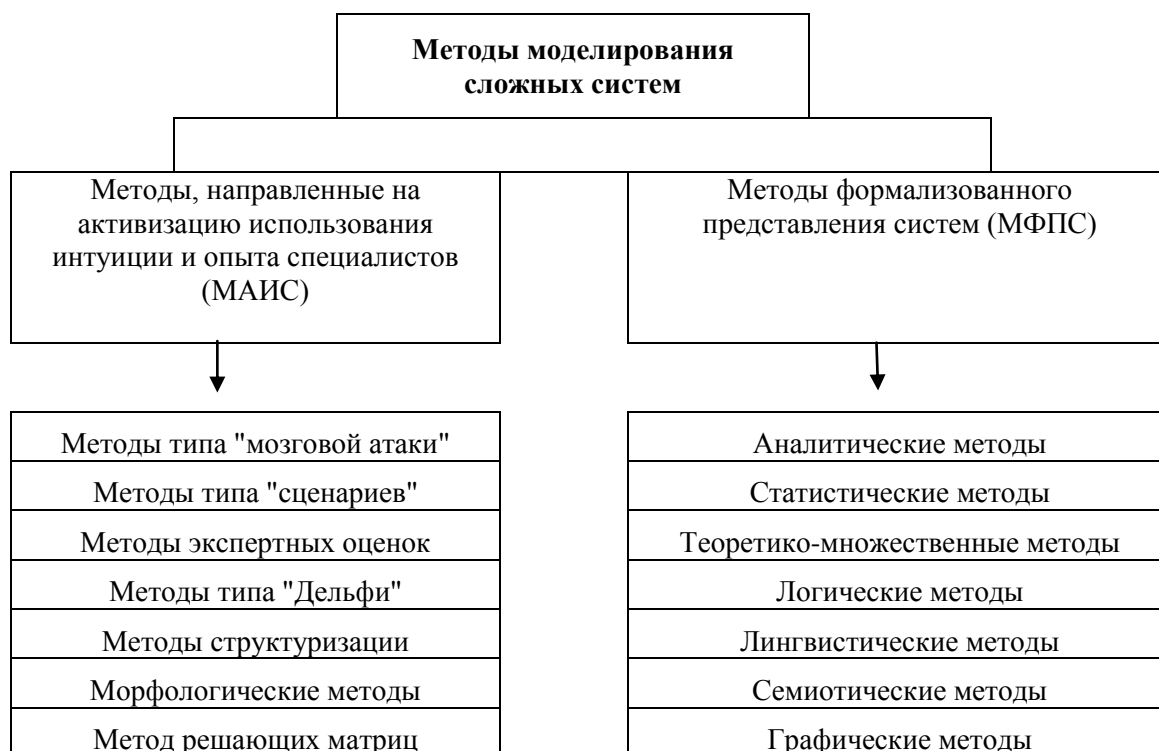 Методы моделирования
сложных систем
Методы, направленные на
активизацию использования
интуиции и опыта специалистов
(МАИС)
Методы формализованного
представления систем (МФПС)
Методы типа "мозговой атаки"
Методы типа "сценариев"
Методы экспертных оценок
Методы типа "Дельфи"
Методы структуризации
Морфологические методы
Метод решающих матриц
Аналитические методы
Статистические методы
Теоретико-множественные методы
Логические методы
Лингвистические методы
Семиотические методы
Графические методы